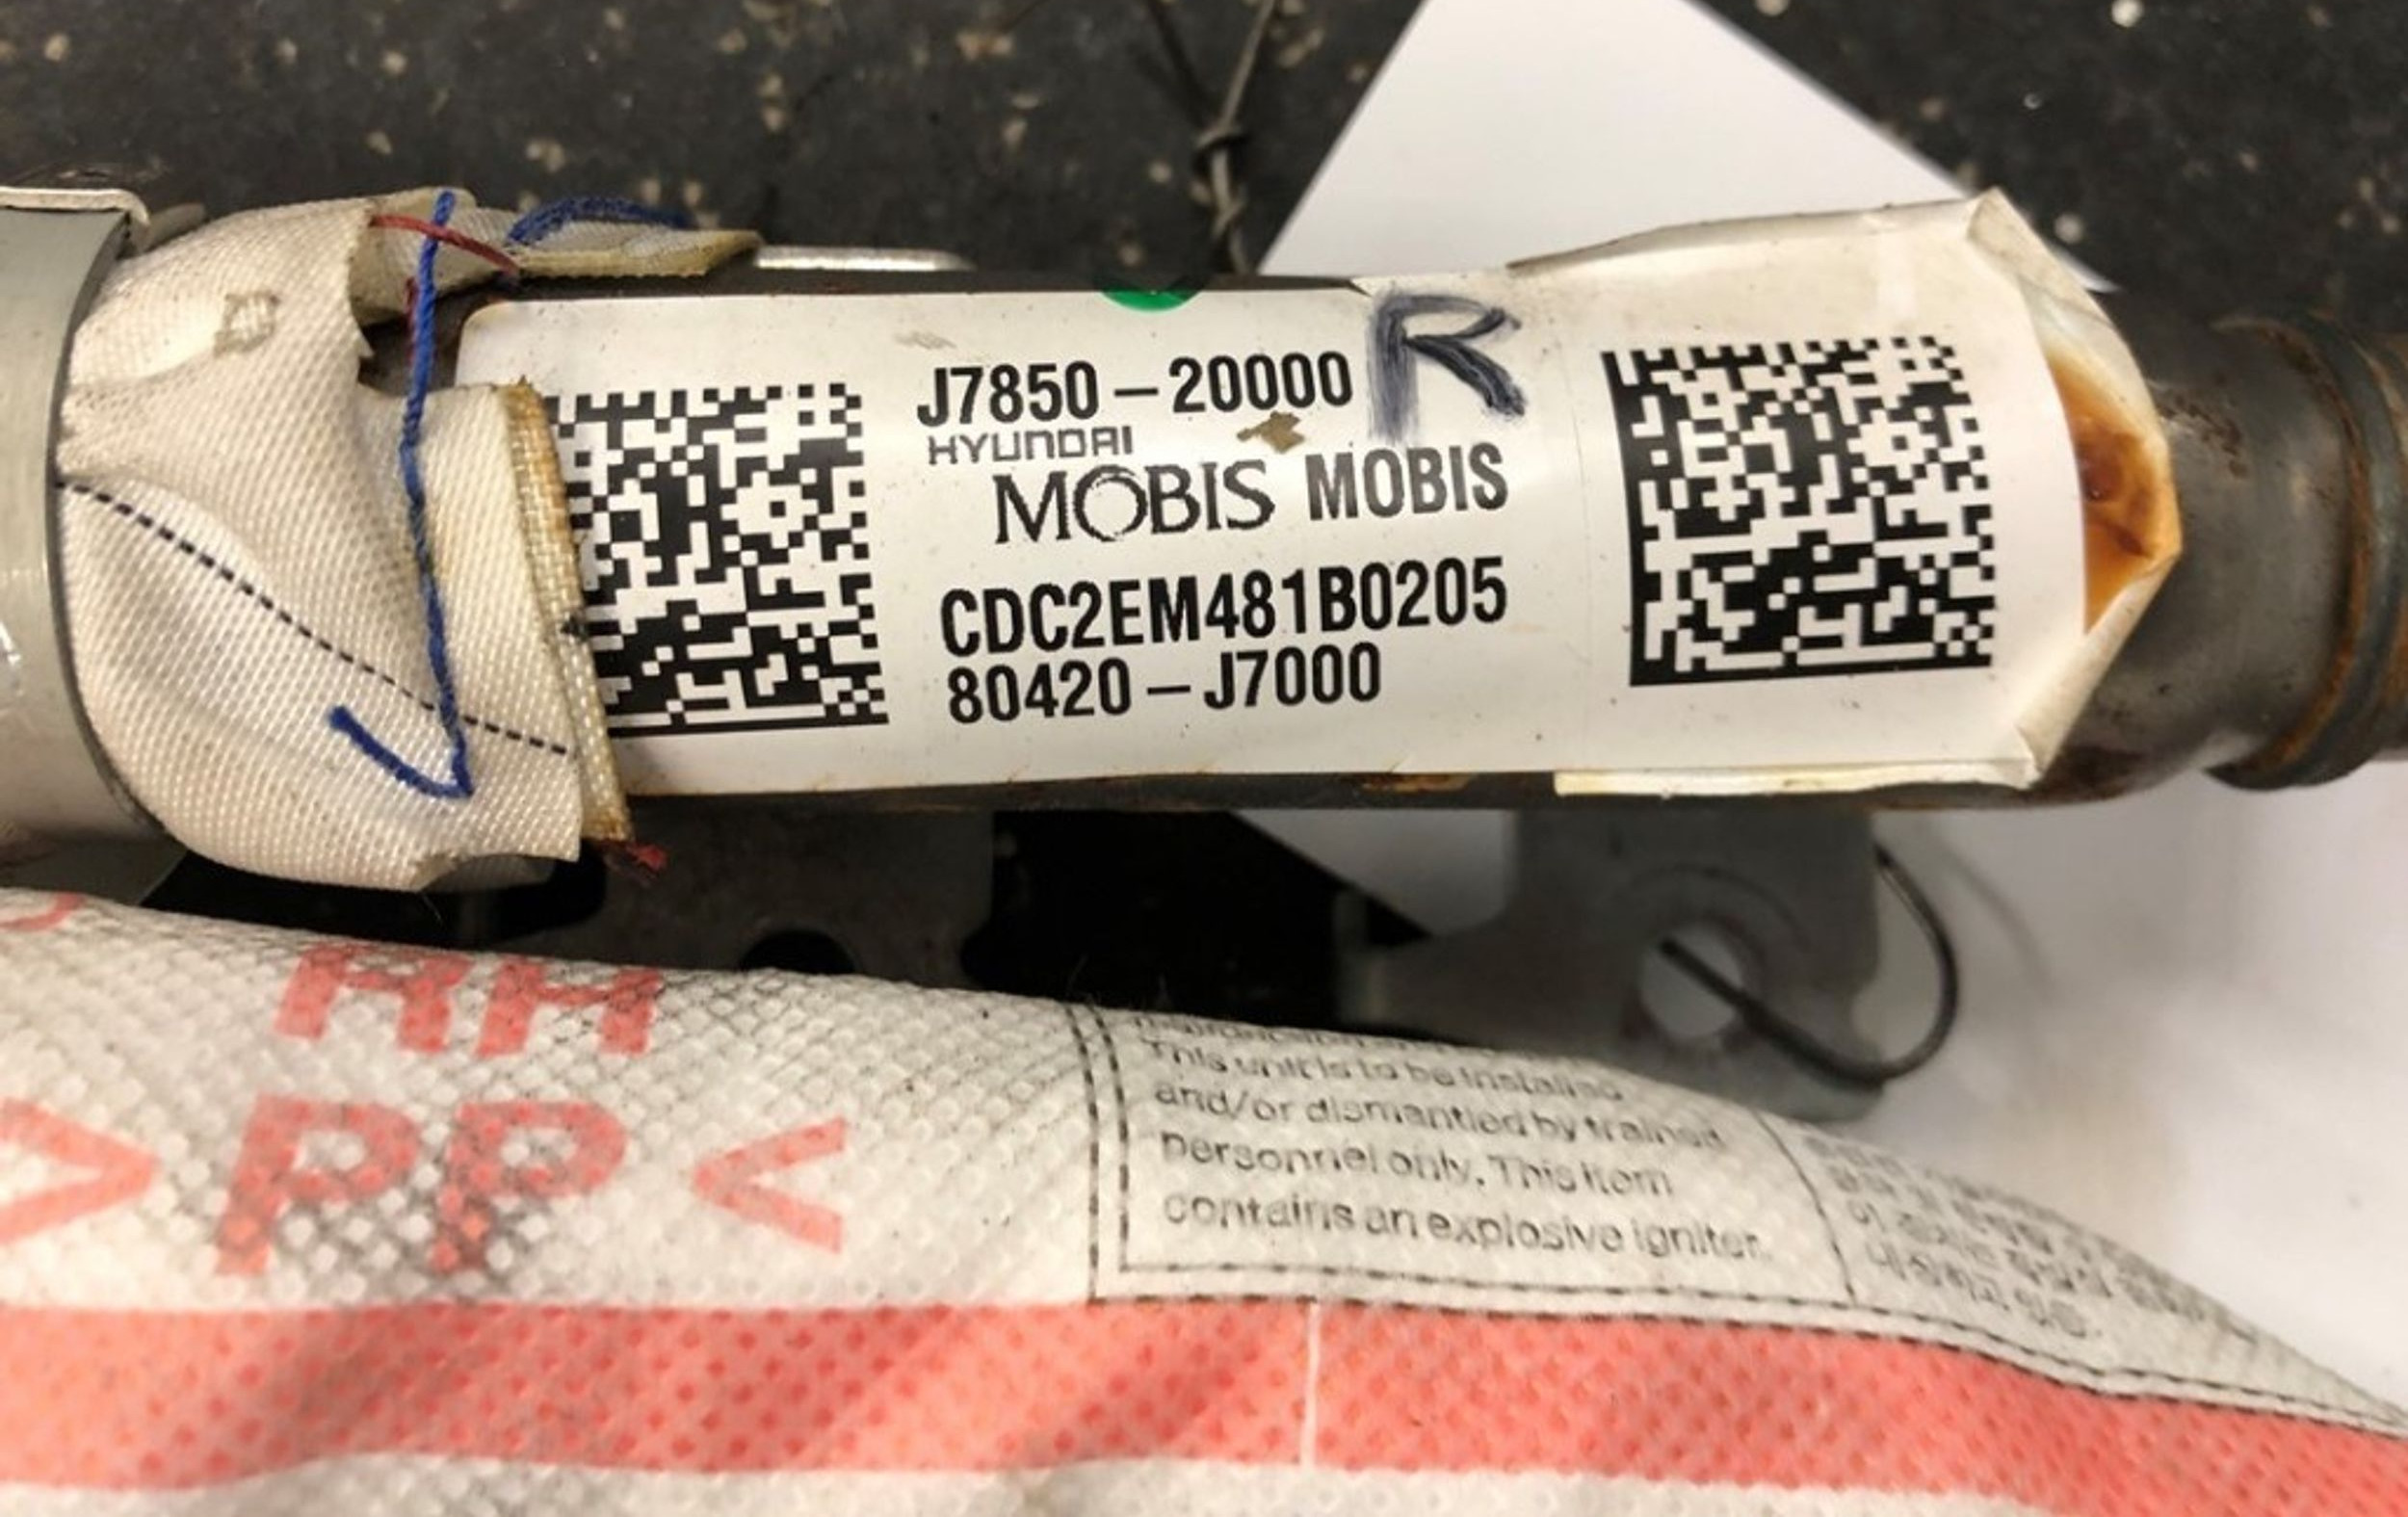 J7850-20000 R
HYUNDAI
MOBIS MOBIS
CDC2EM481B0205
80420-J7000
RH
>PP<
This unit is to be installed
and/or dismantled by trained
personnel only. This item
contains an explosive igniter.